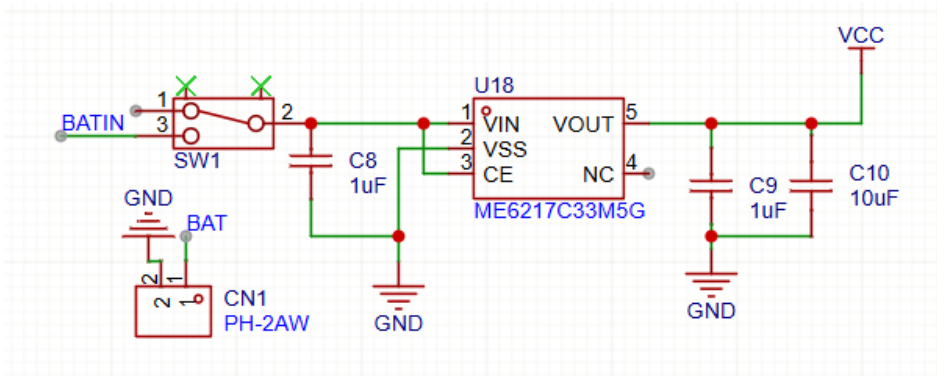 VCC
U18
1
2
BATIN
3
SW1
C8
1uF
1
VIN
VOUT
5
2
VSS
3
CE
NC
4
ME6217C33M5G
C9
1uF
C10
10uF
GND
BAT
2
1
2
1
CN1
PH-2AW
GND
GND